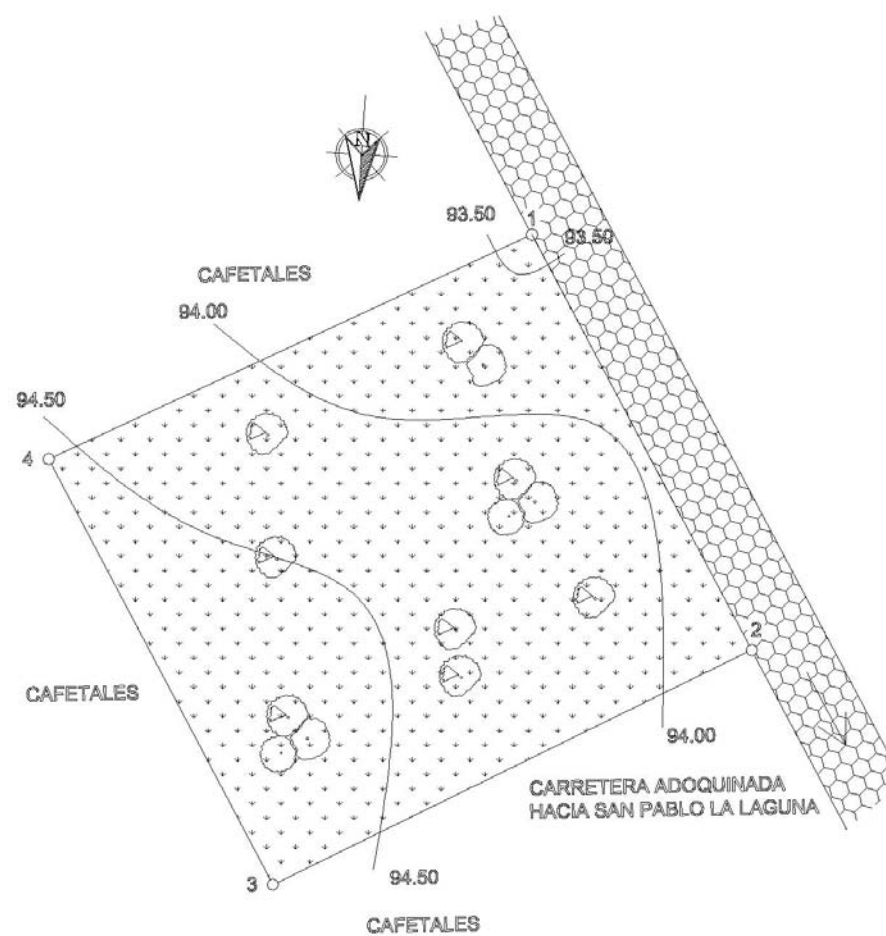 N
1
93.50
93.50
CAFETALES
94.00
94.50
4
2
CAFETALES
94.00
CARRETERA ADOQUINADA
HACIA SAN PABLO LA LAGUNA
3
94.50
CAFETALES